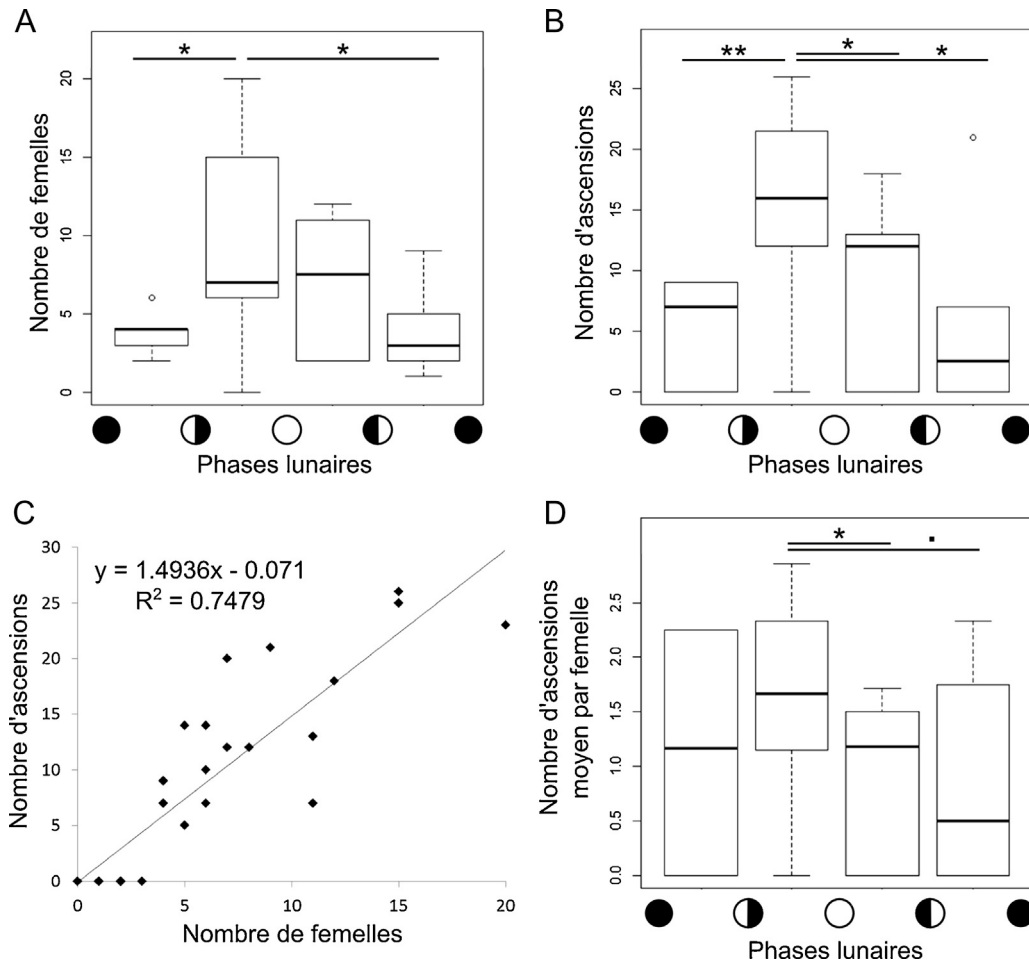 A
Nombre de femelles
20
15
10
5
0
* *
Phases lunaires
B
Nombre d'ascensions
25
20
15
10
5
0
** * *
Phases lunaires
C
Nombre d'ascensions
30
25
20
15
10
5
0
y = 1.4936x - 0.071
R² = 0.7479
0 5 10 15 20
Nombre de femelles
D
Nombre d'ascensions
moyen par femelle
2.5
2.0
1.5
1.0
0.5
0.0
* ▪
Phases lunaires